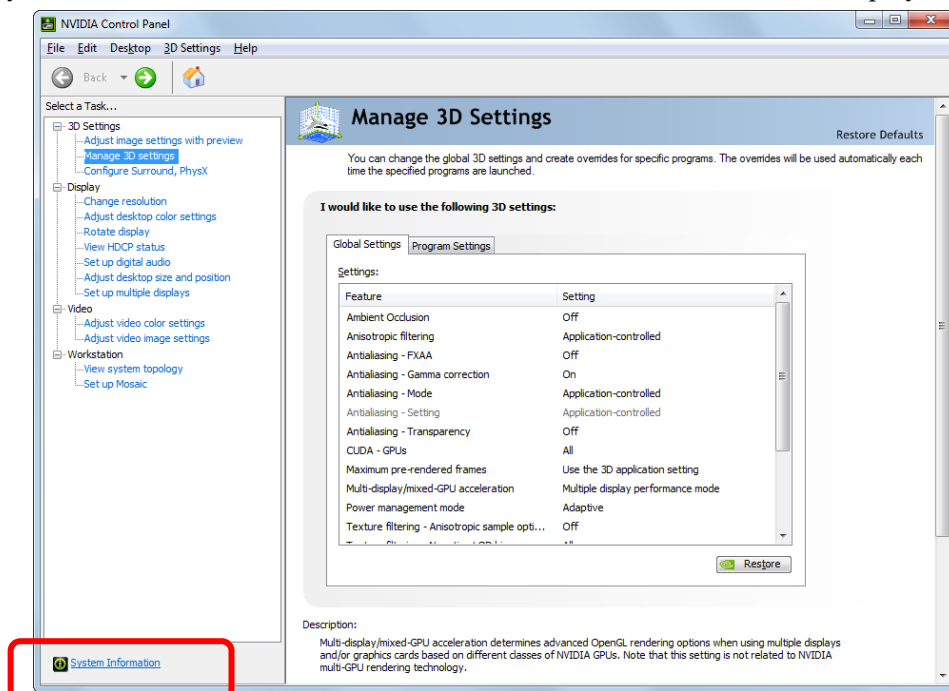 NVIDIA Control Panel
File Edit Desktop 3D Settings Help
Back
Select a Task...
3D Settings
Adjust image settings with preview
Manage 3D settings
Configure Surround, PhysX
Display
Change resolution
Adjust desktop color settings
Rotate display
View HDCP status
Set up digital audio
Adjust desktop size and position
Set up multiple displays
Video
Adjust video color settings
Adjust video image settings
Workstation
View system topology
Set up Mosaic
System Information
Manage 3D Settings
Restore Defaults
You can change the global 3D settings and create overrides for specific programs. The overrides will be used automatically each
time the specified programs are launched.
I would like to use the following 3D settings:
Global Settings Program Settings
Settings:
Feature Setting
Ambient Occlusion Off
Anisotropic filtering Application-controlled
Antialiasing - FXAA Off
Antialiasing - Gamma correction On
Antialiasing - Mode Application-controlled
Antialiasing - Setting Application-controlled
Antialiasing - Transparency Off
CUDA - GPUs All
Maximum pre-rendered frames Use the 3D application setting
Multi-display/mixed-GPU acceleration Multiple display performance mode
Power management mode Adaptive
Texture filtering - Anisotropic sample opti... Off
Restore
Description:
Multi-display/mixed-GPU acceleration determines advanced OpenGL rendering options when using multiple displays
and/or graphics cards based on different classes of NVIDIA GPUs. Note that this setting is not related to NVIDIA
multi-GPU rendering technology.